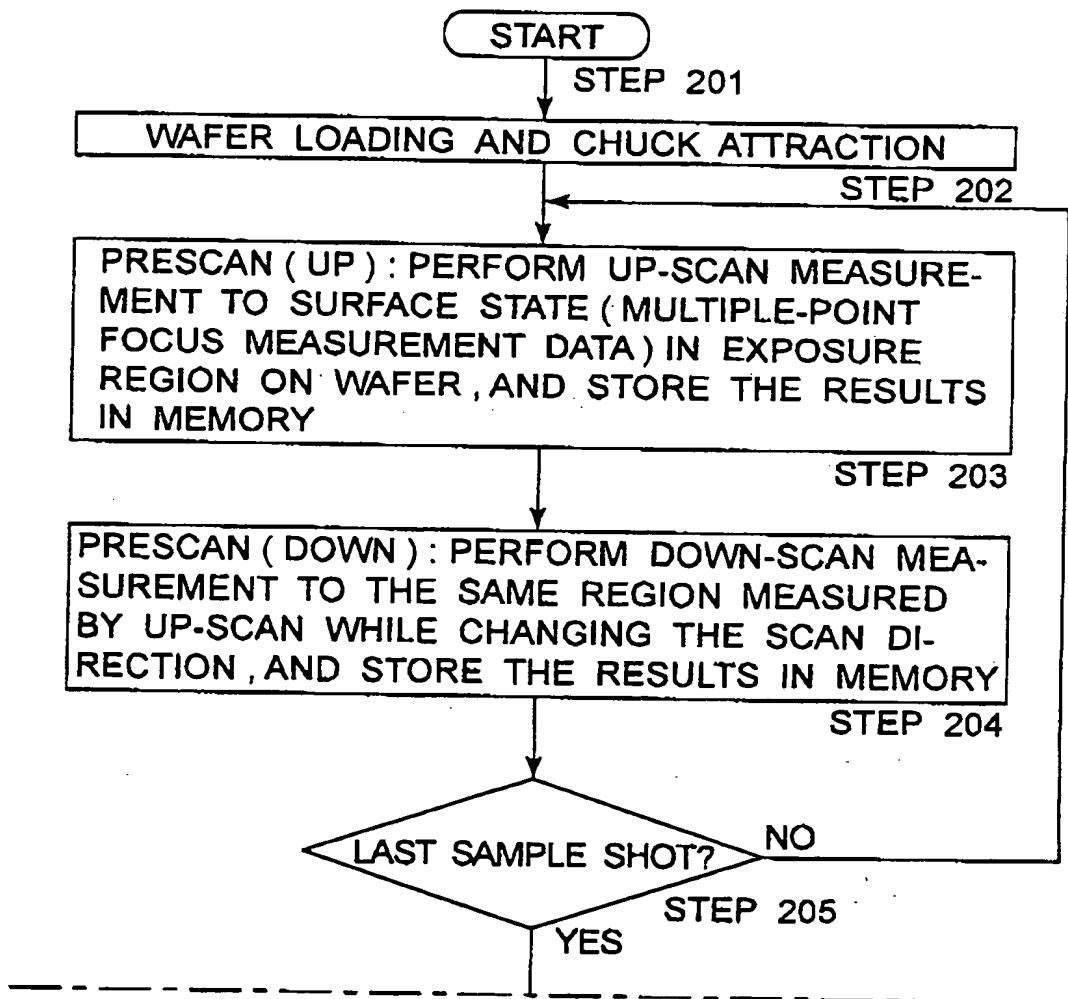 START
STEP 201
WAFER LOADING AND CHUCK ATTRACTION
STEP 202
PRESCAN (UP) : PERFORM UP-SCAN MEASURE-
MENT TO SURFACE STATE (MULTIPLE-POINT
FOCUS MEASUREMENT DATA) IN EXPOSURE
REGION ON WAFER, AND STORE THE RESULTS
IN MEMORY
STEP 203
PRESCAN (DOWN) : PERFORM DOWN-SCAN MEA-
SUREMENT TO THE SAME REGION MEASURED
BY UP-SCAN WHILE CHANGING THE SCAN DI-
RECTION, AND STORE THE RESULTS IN MEMORY
STEP 204
LAST SAMPLE SHOT?
NO
STEP 205
YES